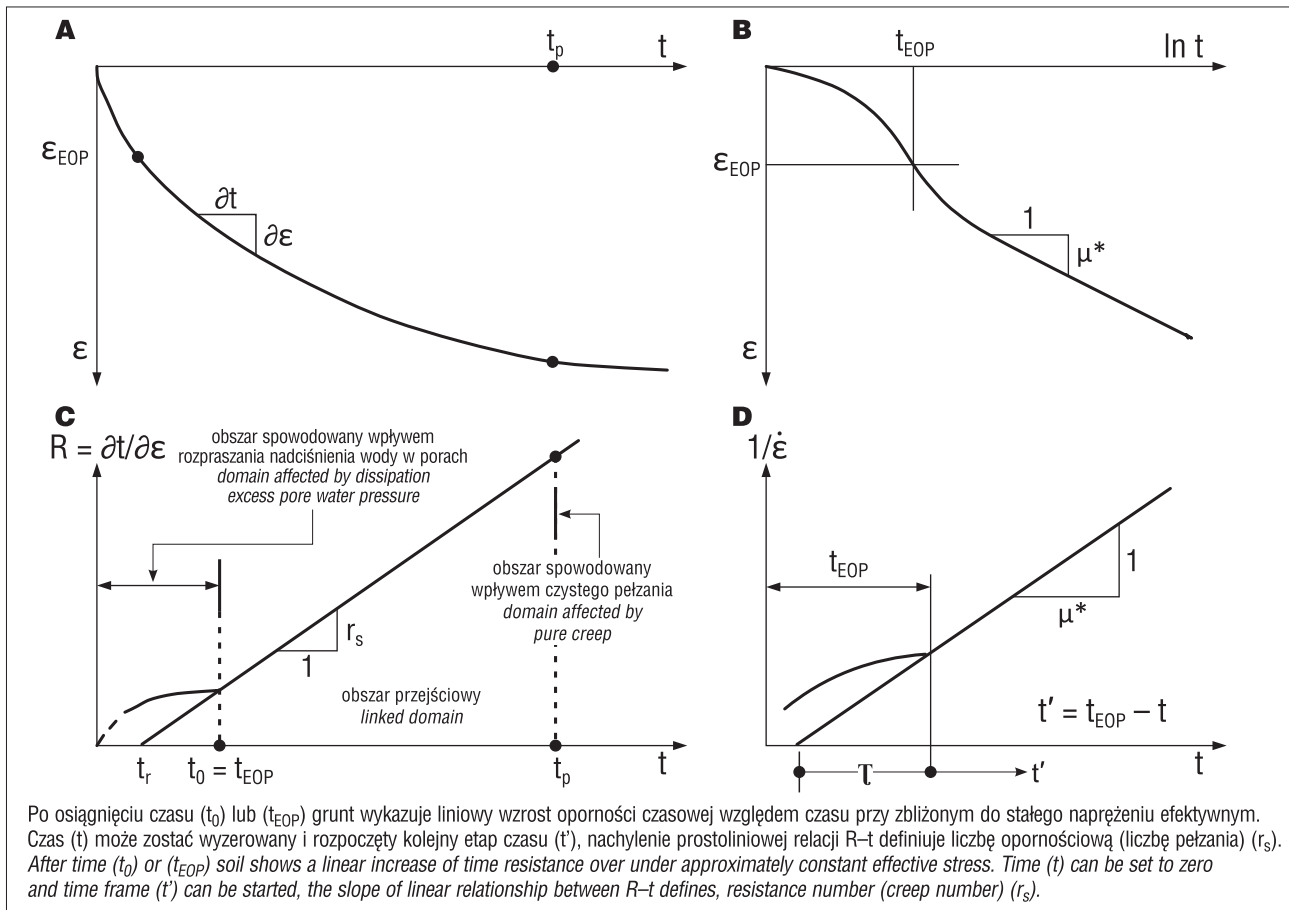 A
t_p
t
ε_EOP
∂t
∂ε
ε
B
t_EOP
ln t
ε_EOP
1
μ*
ε
C
R = ∂t/∂ε
obszar spowodowany wpływem
rozpraszania nadciśnienia wody w porach
domain affected by dissipation
excess pore water pressure
obszar spowodowany
wpływem czystego pełzania
domain affected by
pure creep
r_s
1
obszar przejściowy
linked domain
t_r
t_0 = t_EOP
t_p
t
D
1/ε̇
t_EOP
1
μ*
t′ = t_EOP – t
t
τ
t′
Po osiągnięciu czasu (t_0) lub (t_EOP) grunt wykazuje liniowy wzrost oporności czasowej względem czasu przy zbliżonym do stałego naprężeniu efektywnym.
Czas (t) może zostać wyzerowany i rozpoczęty kolejny etap czasu (t′), nachylenie prostoliniowej relacji R–t definiuje liczbę opornościową (liczbę pełzania) (r_s).
After time (t_0) or (t_EOP) soil shows a linear increase of time resistance over under approximately constant effective stress. Time (t) can be set to zero
and time frame (t′) can be started, the slope of linear relationship between R–t defines, resistance number (creep number) (r_s).